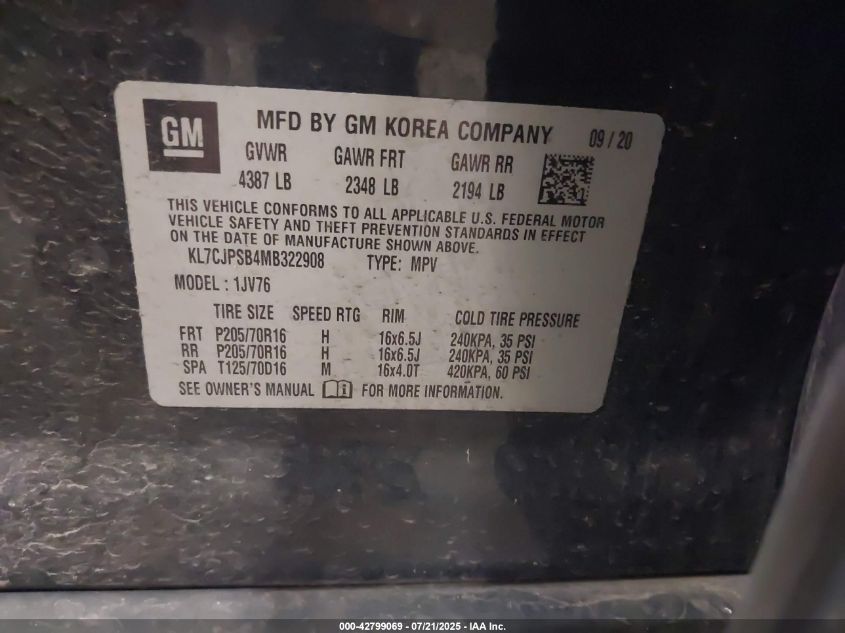 GM
MFD BY GM KOREA COMPANY 09 / 20
GVWR GAWR FRT GAWR RR
4387 LB 2348 LB 2194 LB
THIS VEHICLE CONFORMS TO ALL APPLICABLE U.S. FEDERAL MOTOR
VEHICLE SAFETY AND THEFT PREVENTION STANDARDS IN EFFECT
ON THE DATE OF MANUFACTURE SHOWN ABOVE.
KL7CJPSB4MB322908 TYPE: MPV
MODEL : 1JV76
TIRE SIZE SPEED RTG RIM COLD TIRE PRESSURE
FRT P205/70R16 H 16x6.5J 240KPA, 35 PSI
RR P205/70R16 H 16x6.5J 240KPA, 35 PSI
SPA T125/70D16 M 16x4.0T 420KPA, 60 PSI
SEE OWNER'S MANUAL FOR MORE INFORMATION.
000-42799069 - 07/21/2025 - IAA Inc.